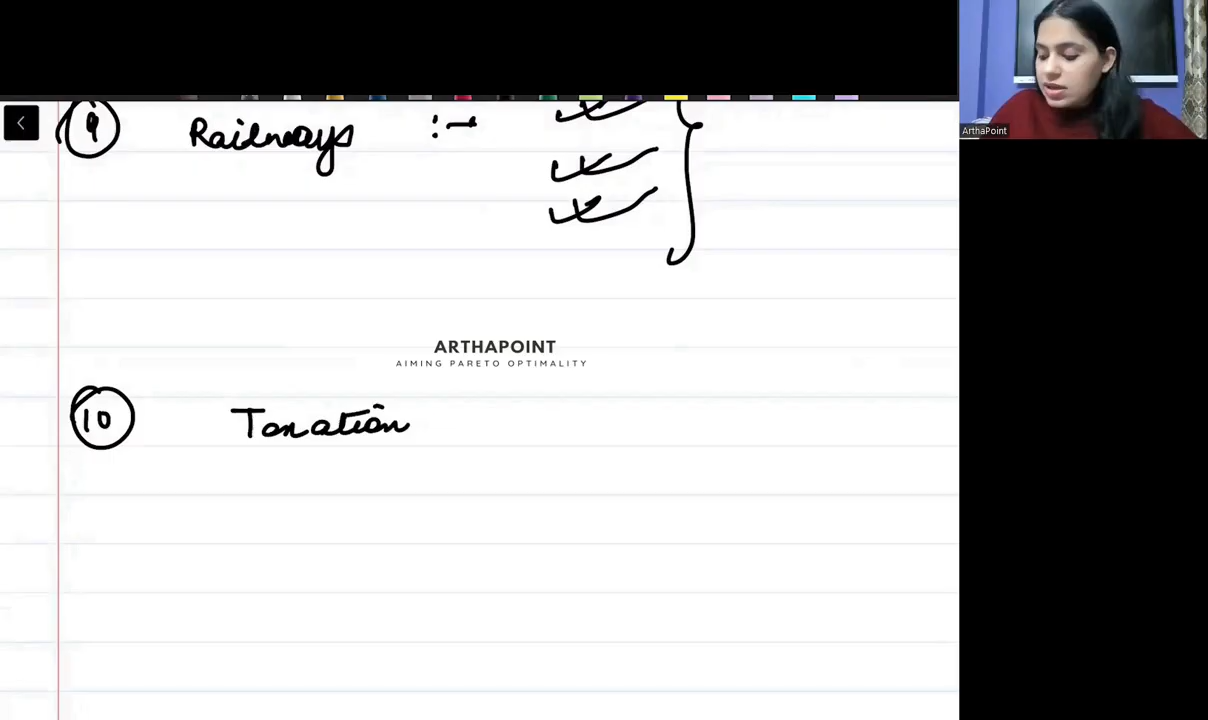 ArthaPoint
9 Railways :-
ARTHAPOINT
AIMING PARETO OPTIMALITY
10 Taxation